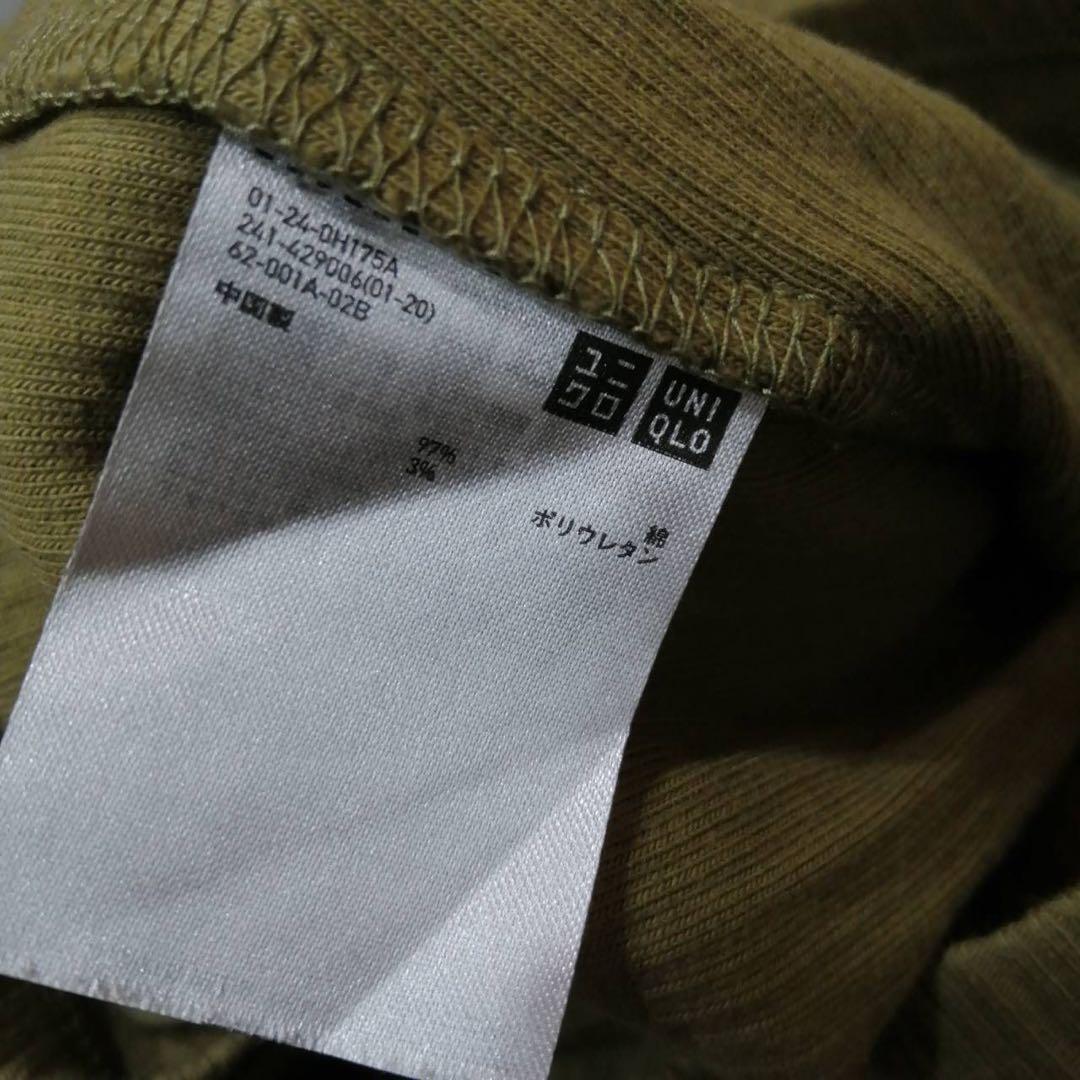 01-24-0H175A
241-429006(01-20)
62-001A-02B
中国製
ユニ
クロ
UNI
QLO
綿 97%
ポリウレタン 3%